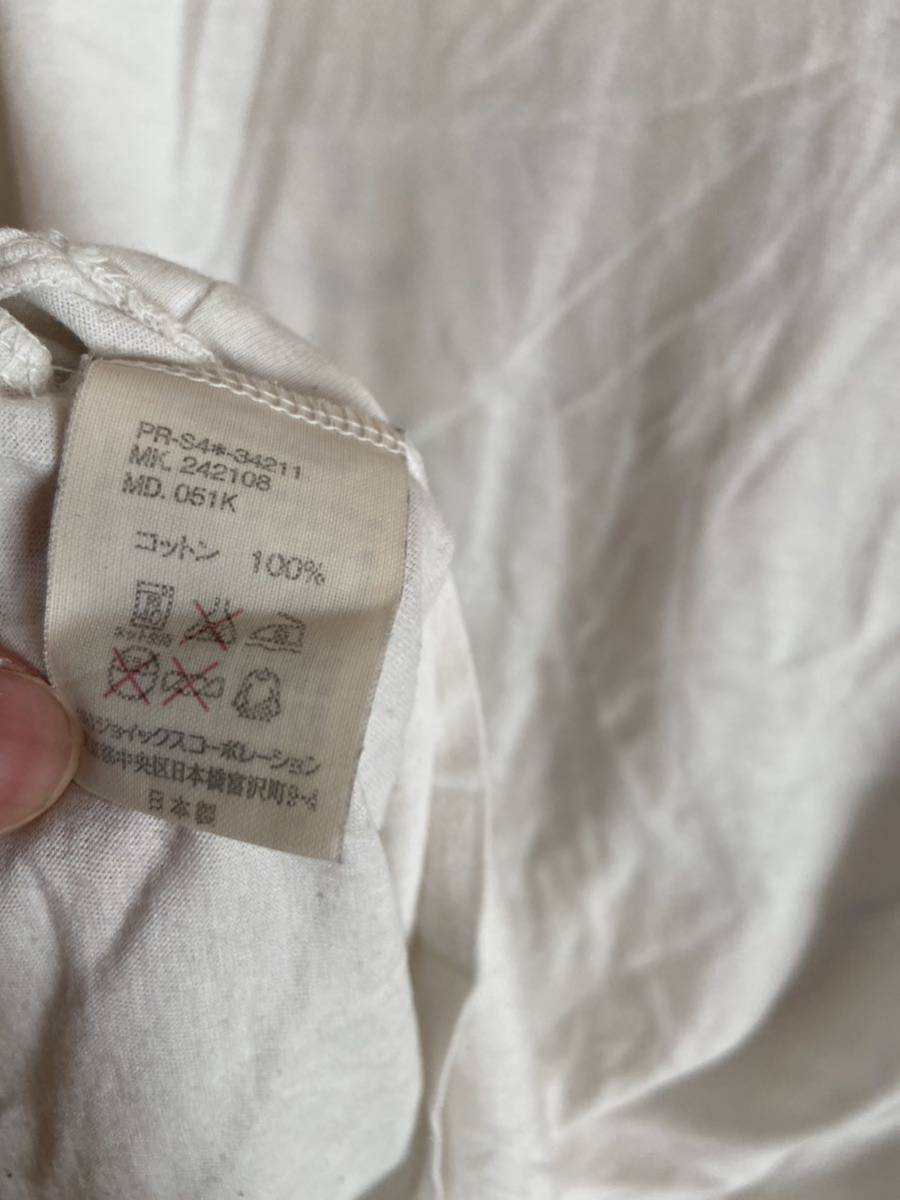 PR-S4*-34211
MK. 242108
MD. 051K
コットン 100%
ジョイックスコーポレーション
中央区日本橋富沢町9-4
日本製